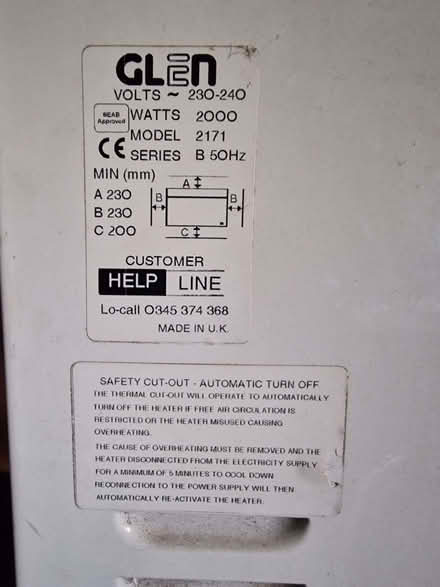 GLEN
VOLTS ~ 230-240
BEAB
Approved
WATTS 2000
MODEL 2171
CE SERIES B 50Hz
MIN (mm)
A 230
B 230
C 200
A
B
B
C
CUSTOMER
HELP LINE
Lo-call 0345 374 368
MADE IN U.K.
SAFETY CUT-OUT - AUTOMATIC TURN OFF
THE THERMAL CUT-OUT WILL OPERATE TO AUTOMATICALLY
TURN OFF THE HEATER IF FREE AIR CIRCULATION IS
RESTRICTED OR THE HEATER MISUSED CAUSING
OVERHEATING.
THE CAUSE OF OVERHEATING MUST BE REMOVED AND THE
HEATER DISCONNECTED FROM THE ELECTRICITY SUPPLY
FOR A MINIMUM OF 5 MINUTES TO COOL DOWN
RECONNECTION TO THE POWER SUPPLY WILL THEN
AUTOMATICALLY RE-ACTIVATE THE HEATER.